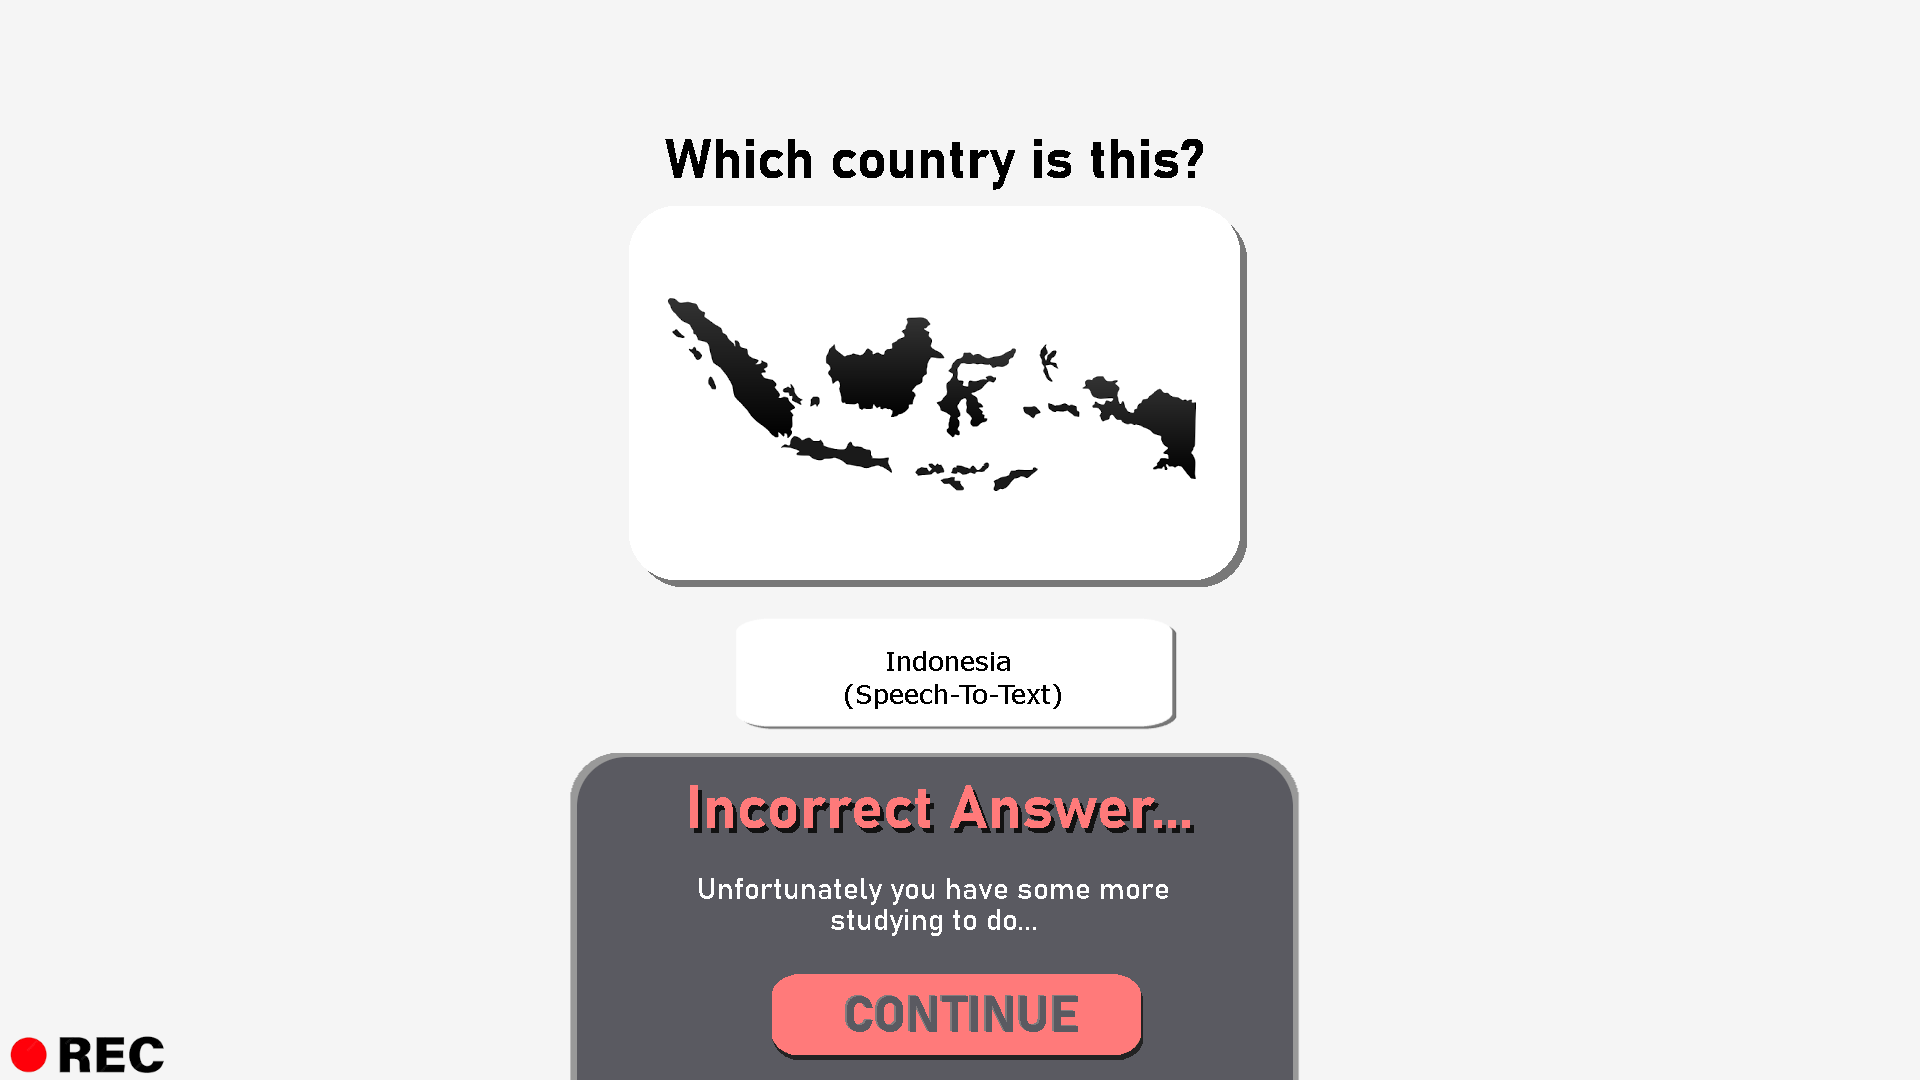 Which country is this?
Indonesia
(Speech-To-Text)
Incorrect Answer...
Unfortunately you have some more
studying to do...
CONTINUE
REC